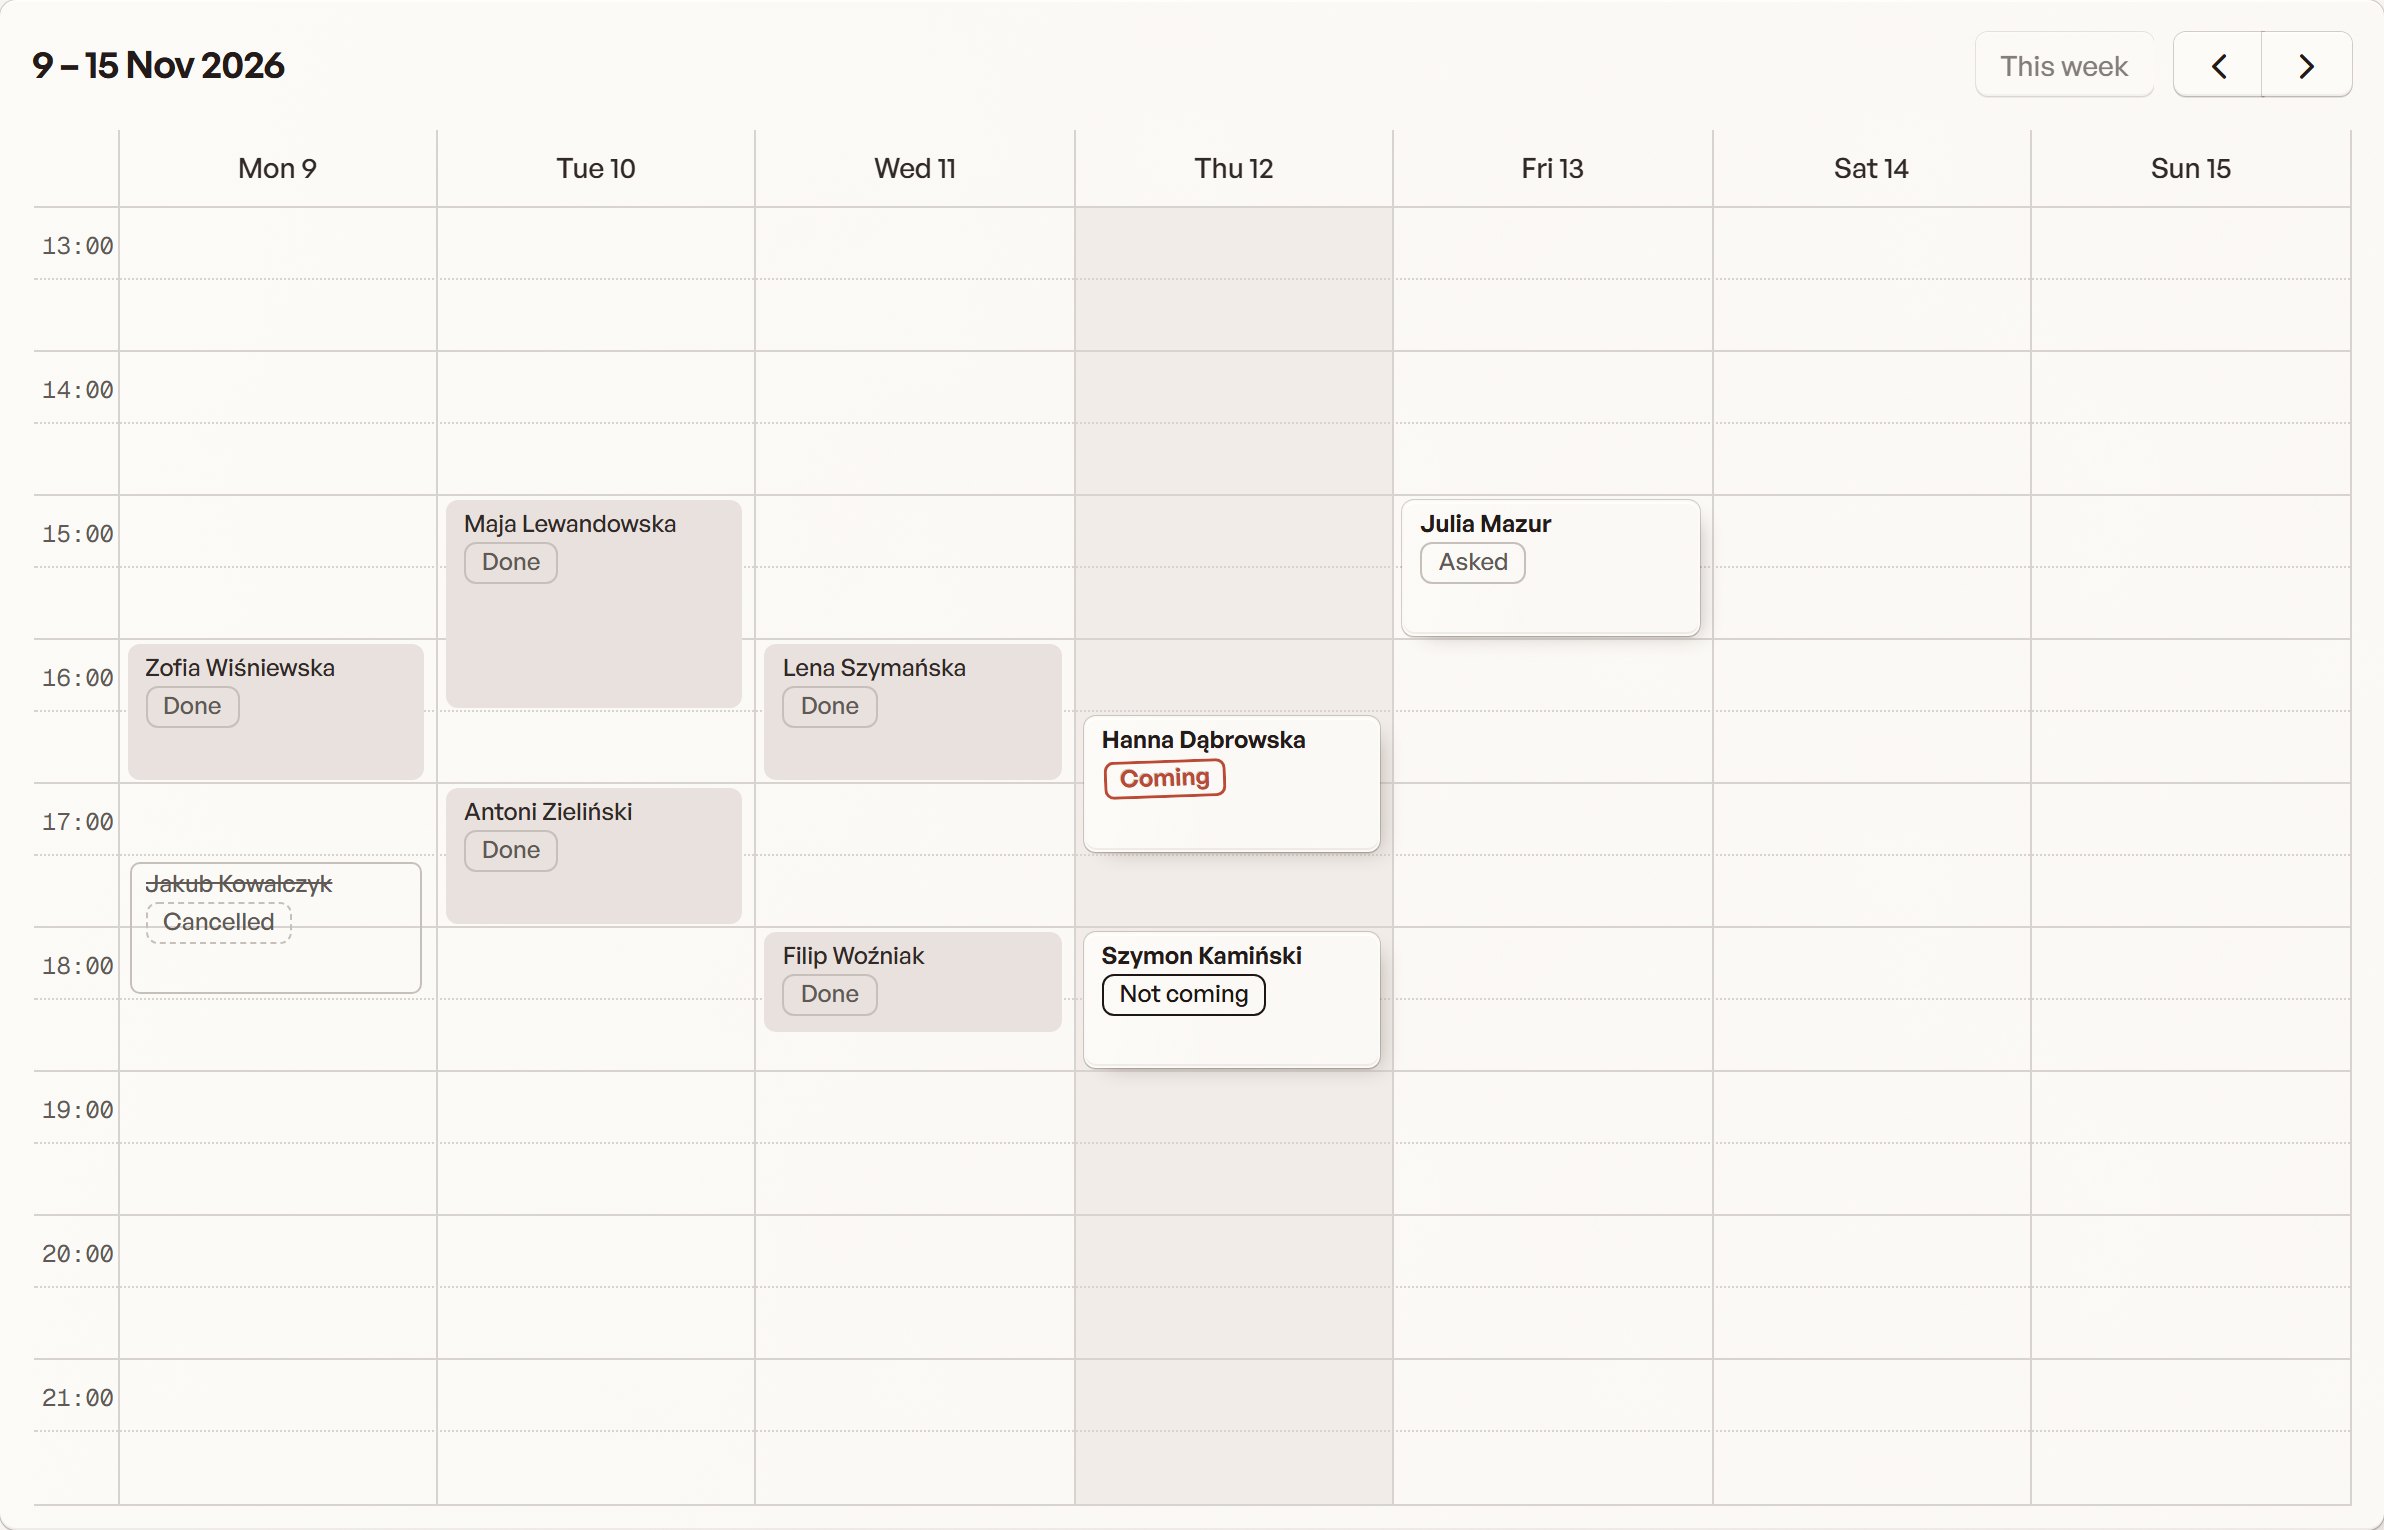 9 – 15 Nov 2026
This week
Mon 9
Tue 10
Wed 11
Thu 12
Fri 13
Sat 14
Sun 15
13:00
14:00
15:00
16:00
17:00
18:00
19:00
20:00
21:00
Zofia Wiśniewska
Done
Jakub Kowalczyk
Cancelled
Maja Lewandowska
Done
Antoni Zieliński
Done
Lena Szymańska
Done
Filip Woźniak
Done
Hanna Dąbrowska
Coming
Szymon Kamiński
Not coming
Julia Mazur
Asked